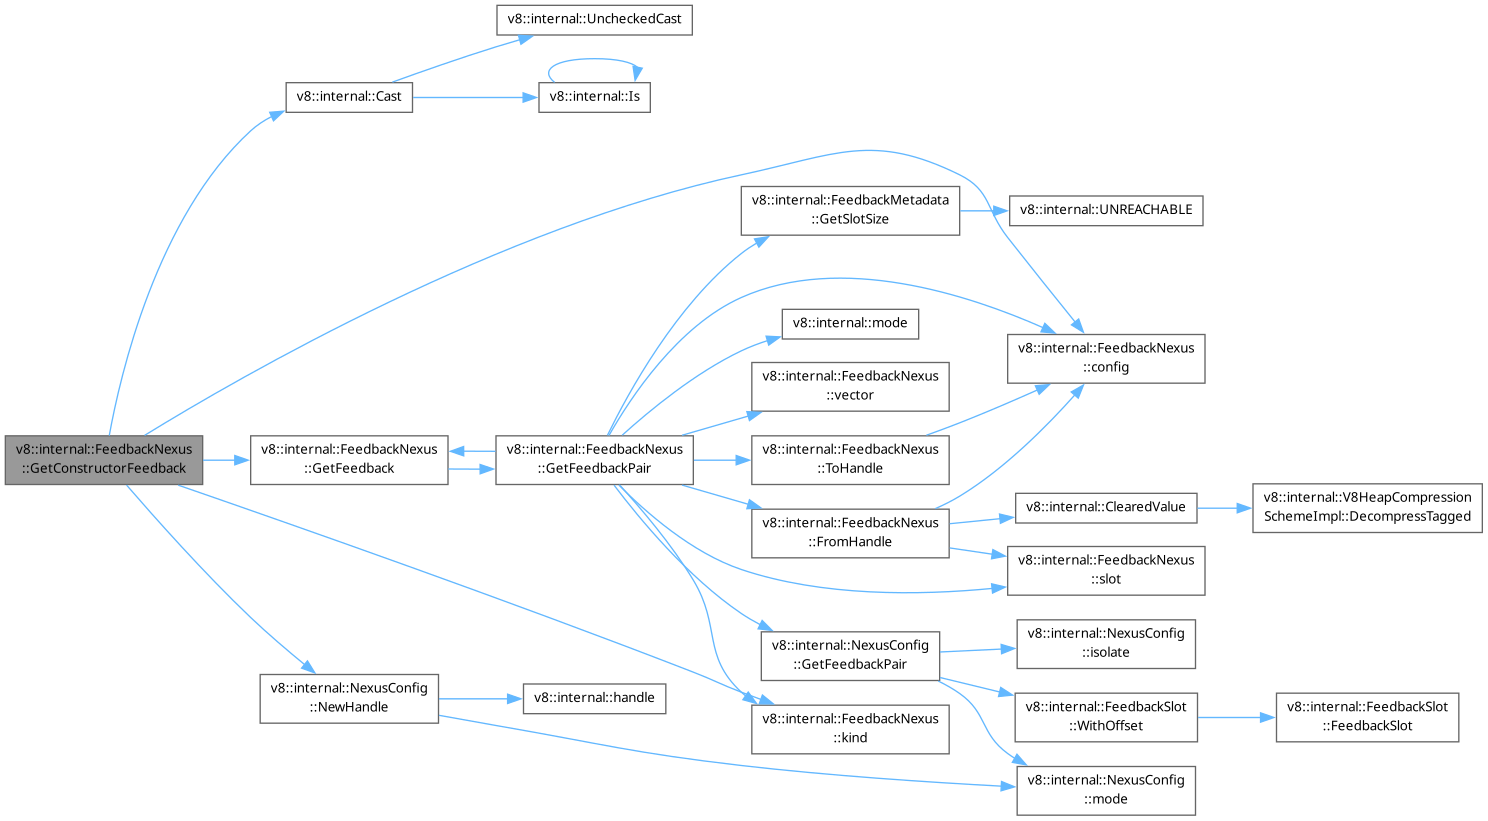 v8::internal::UncheckedCast
v8::internal::Cast
v8::internal::Is
v8::internal::FeedbackMetadata
::GetSlotSize
v8::internal::UNREACHABLE
v8::internal::mode
v8::internal::FeedbackNexus
::config
v8::internal::FeedbackNexus
::vector
v8::internal::FeedbackNexus
::GetConstructorFeedback
v8::internal::FeedbackNexus
::GetFeedback
v8::internal::FeedbackNexus
::GetFeedbackPair
v8::internal::FeedbackNexus
::ToHandle
v8::internal::FeedbackNexus
::FromHandle
v8::internal::ClearedValue
v8::internal::V8HeapCompression
SchemeImpl::DecompressTagged
v8::internal::FeedbackNexus
::slot
v8::internal::NexusConfig
::GetFeedbackPair
v8::internal::NexusConfig
::isolate
v8::internal::NexusConfig
::NewHandle
v8::internal::handle
v8::internal::FeedbackNexus
::kind
v8::internal::FeedbackSlot
::WithOffset
v8::internal::FeedbackSlot
::FeedbackSlot
v8::internal::NexusConfig
::mode